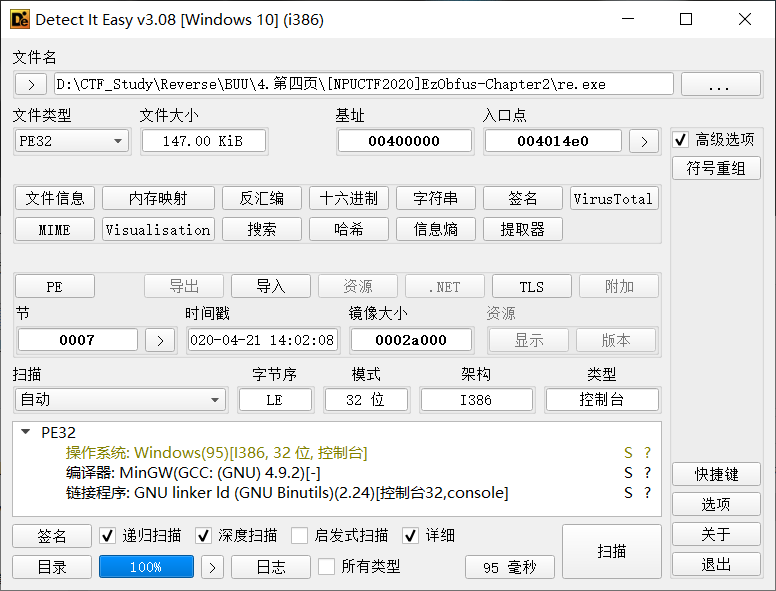 Detect It Easy v3.08 [Windows 10] (i386)
文件名
> D:\CTF_Study\Reverse\BUU\4.第四页\[NPUCTF2020]EzObfus-Chapter2\re.exe ...
文件类型 文件大小 基址 入口点
PE32 147.00 KiB 00400000 004014e0 > 高级选项
符号重组
文件信息 内存映射 反汇编 十六进制 字符串 签名 VirusTotal
MIME Visualisation 搜索 哈希 信息熵 提取器
PE 导出 导入 资源 .NET TLS 附加
节 时间戳 镜像大小 资源
0007 > 020-04-21 14:02:08 0002a000 显示 版本
扫描 字节序 模式 架构 类型
自动 LE 32 位 I386 控制台
PE32
操作系统: Windows(95)[I386, 32 位, 控制台] S ?
编译器: MinGW(GCC: (GNU) 4.9.2)[-] S ?
链接程序: GNU linker ld (GNU Binutils)(2.24)[控制台32,console] S ?
快捷键
选项
签名 递归扫描 深度扫描 启发式扫描 详细 扫描 关于
目录 100% > 日志 所有类型 95 毫秒 退出